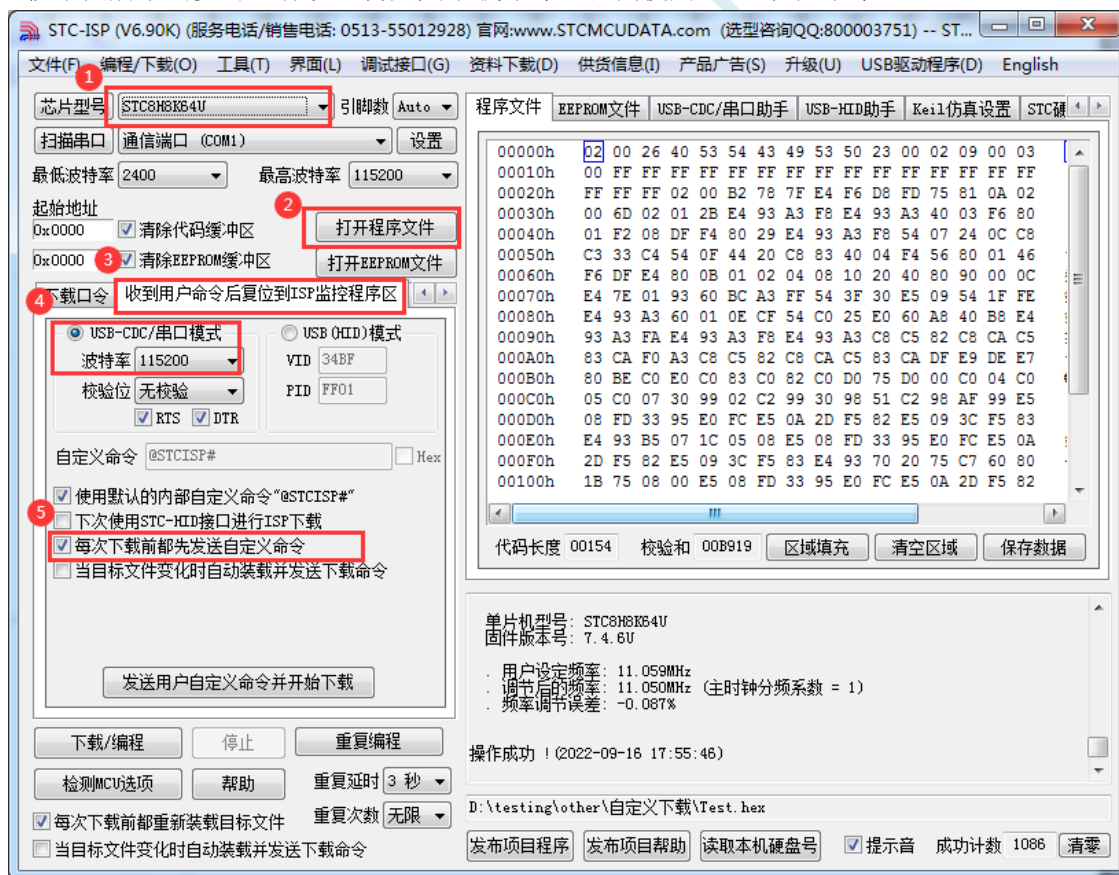 STC-ISP (V6.90K) (服务电话/销售电话: 0513-55012928) 官网:www.STCMCUDATA.com (选型咨询QQ:800003751) -- ST...
文件(F) 编程/下载(O) 工具(T) 界面(L) 调试接口(G) 资料下载(D) 供货信息(I) 产品广告(S) 升级(U) USB驱动程序(D) English
1
芯片型号 STC8H8K64U 引脚数 Auto
扫描串口 通信端口 (COM1) 设置
最低波特率 2400 最高波特率 115200
起始地址 2
0x0000 清除代码缓冲区 打开程序文件
0x0000 3 清除EEPROM缓冲区 打开EEPROM文件
4 下载口令 收到用户命令后复位到ISP监控程序区
USB-CDC/串口模式 USB(HID)模式
波特率 115200 VID 34BF
校验位 无校验 PID FF01
RTS DTR
自定义命令 @STCISP# Hex
使用默认的内部自定义命令"@STCISP#"
5 下次使用STC-HID接口进行ISP下载
每次下载前都先发送自定义命令
当目标文件变化时自动装载并发送下载命令
发送用户自定义命令并开始下载
下载/编程 停止 重复编程
检测MCU选项 帮助 重复延时 3 秒
每次下载前都重新装载目标文件 重复次数 无限
当目标文件变化时自动装载并发送下载命令
程序文件 EEPROM文件 USB-CDC/串口助手 USB-HID助手 Keil仿真设置 STC硬
00000h 02 00 26 40 53 54 43 49 53 50 23 00 02 09 00 03
00010h 00 FF FF FF FF FF FF FF FF FF FF FF FF FF FF FF
00020h FF FF FF 02 00 B2 78 7F E4 F6 D8 FD 75 81 0A 02
00030h 00 6D 02 01 2B E4 93 A3 F8 E4 93 A3 40 03 F6 80
00040h 01 F2 08 DF F4 80 29 E4 93 A3 F8 54 07 24 0C C8
00050h C3 33 C4 54 0F 44 20 C8 83 40 04 F4 56 80 01 46
00060h F6 DF E4 80 0B 01 02 04 08 10 20 40 80 90 00 0C
00070h E4 7E 01 93 60 BC A3 FF 54 3F 30 E5 09 54 1F FE
00080h E4 93 A3 60 01 0E CF 54 C0 25 E0 60 A8 40 B8 E4
00090h 93 A3 FA E4 93 A3 F8 E4 93 A3 C8 C5 82 C8 CA C5
000A0h 83 CA F0 A3 C8 C5 82 C8 CA C5 83 CA DF E9 DE E7
000B0h 80 BE C0 E0 C0 83 C0 82 C0 D0 75 D0 00 C0 04 C0
000C0h 05 C0 07 30 99 02 C2 99 30 98 51 C2 98 AF 99 E5
000D0h 08 FD 33 95 E0 FC E5 0A 2D F5 82 E5 09 3C F5 83
000E0h E4 93 B5 07 1C 05 08 E5 08 FD 33 95 E0 FC E5 0A
000F0h 2D F5 82 E5 09 3C F5 83 E4 93 70 20 75 C7 60 80
00100h 1B 75 08 00 E5 08 FD 33 95 E0 FC E5 0A 2D F5 82
代码长度 00154 校验和 00B919 区域填充 清空区域 保存数据
单片机型号: STC8H8K64U
固件版本号: 7.4.6U
. 用户设定频率: 11.059MHz
. 调节后的频率: 11.050MHz (主时钟分频系数 = 1)
. 频率调节误差: -0.087%
操作成功 !(2022-09-16 17:55:46)
D:\testing\other\自定义下载\Test.hex
发布项目程序 发布项目帮助 读取本机硬盘号 提示音 成功计数 1086 清零